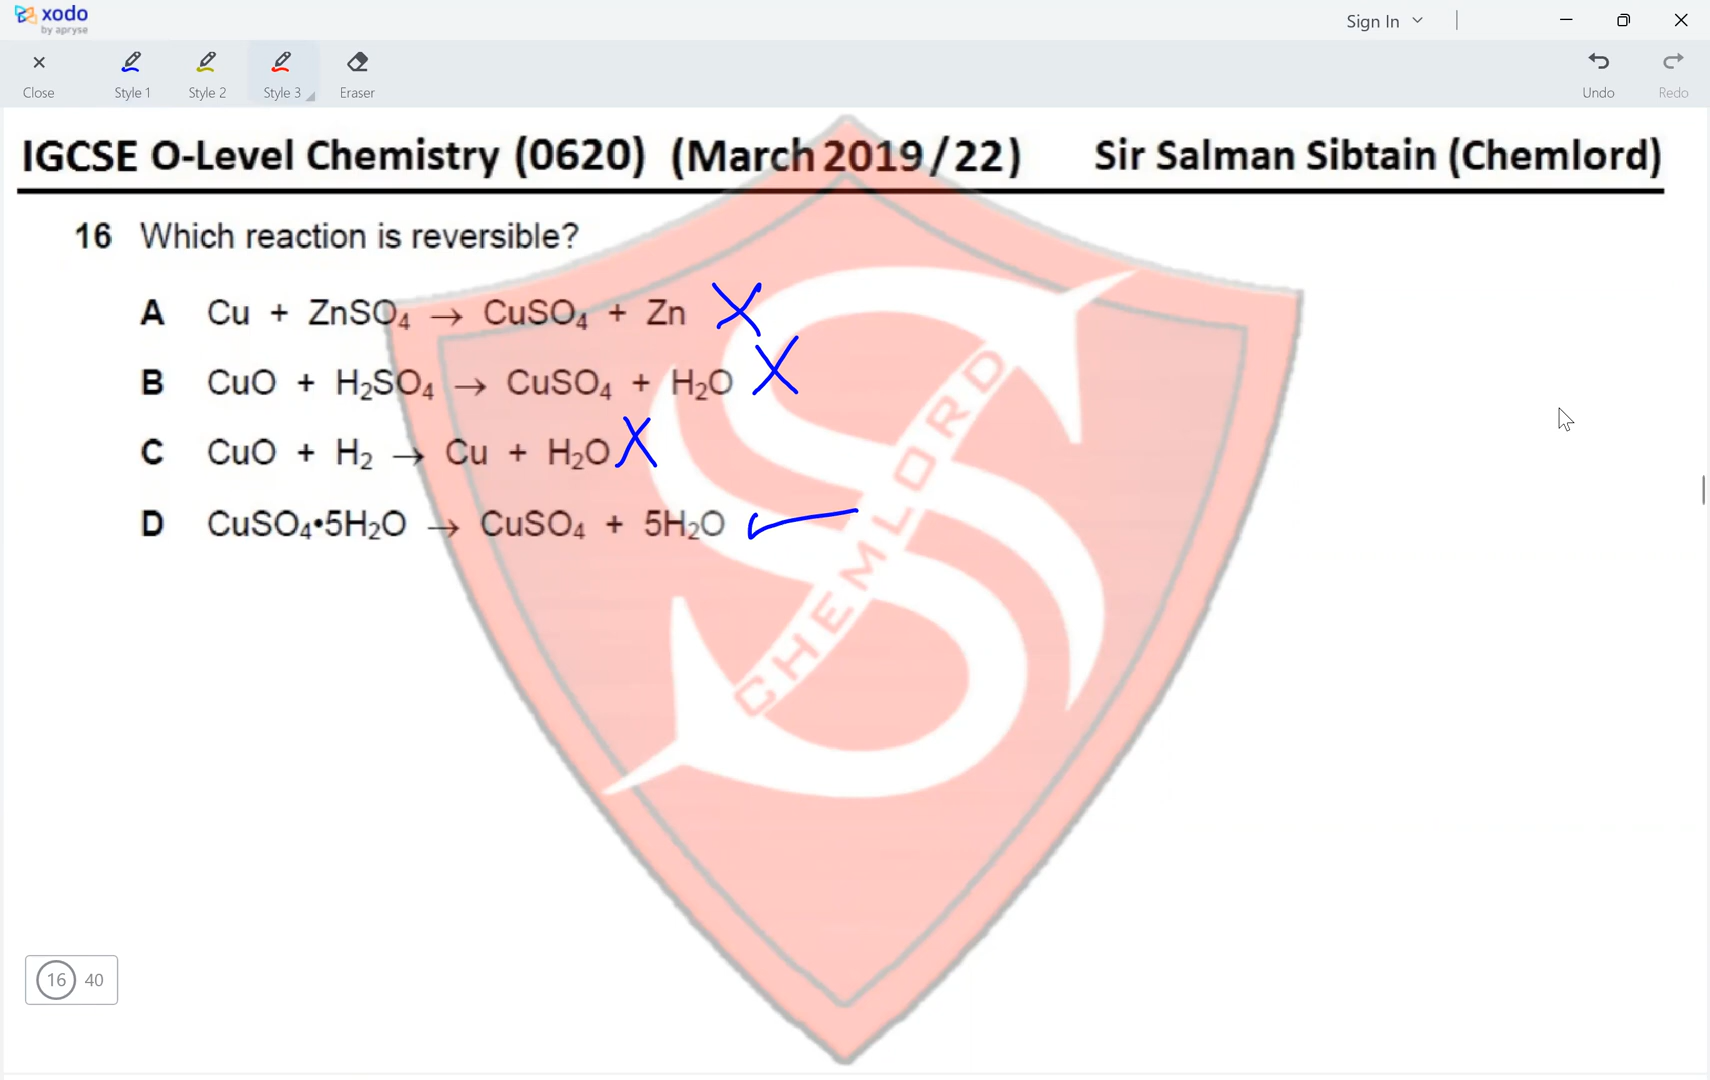 xodo
by apryse
Sign In
Close
Style 1
Style 2
Style 3
Eraser
Undo
Redo
IGCSE O-Level Chemistry (0620) (March 2019/22) Sir Salman Sibtain (Chemlord)
16 Which reaction is reversible?
A Cu + ZnSO₄ → CuSO₄ + Zn X
B CuO + H₂SO₄ → CuSO₄ + H₂O X
C CuO + H₂ → Cu + H₂O X
D CuSO₄•5H₂O → CuSO₄ + 5H₂O ✓
CHEMLORD
16 40